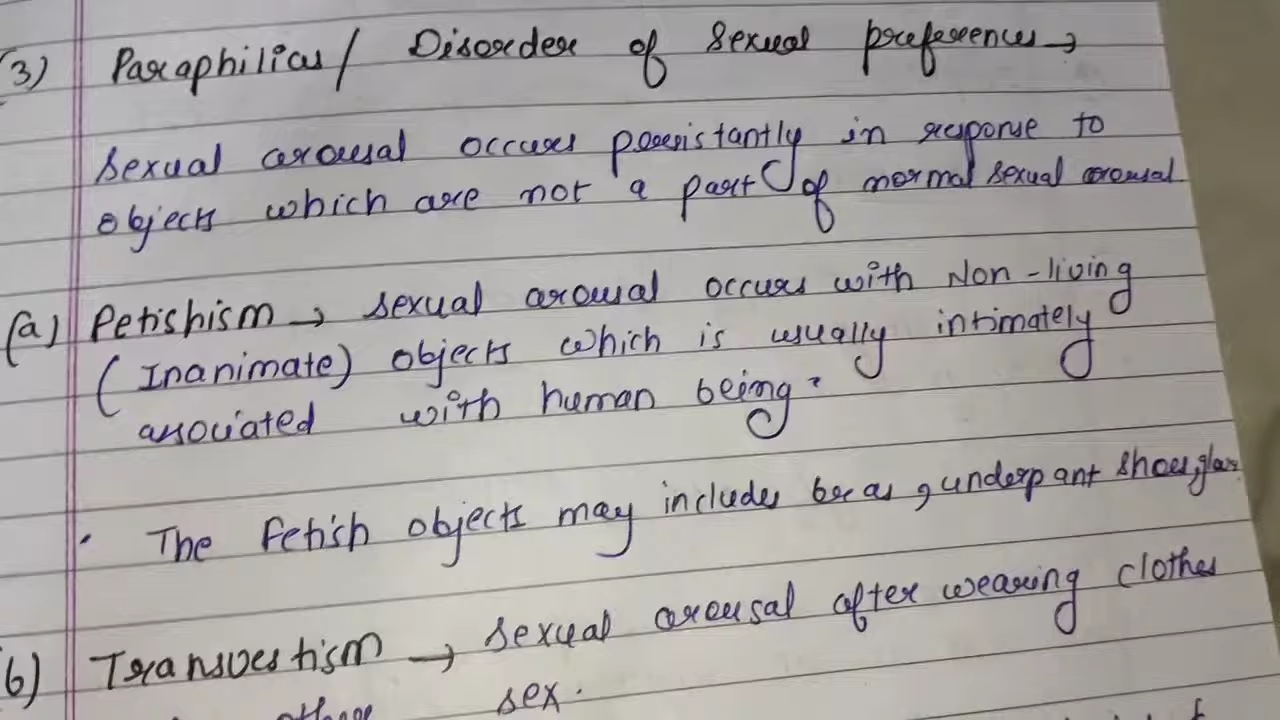 (3) Paraphilias / Disorder of sexual preferences →
sexual arousal occurs persistantly in response to
objects which are not a part of normal sexual arousal
(a) Fetishism → sexual arousal occurs with Non-living
(Inanimate) objects which is usually intimately
associated with human being.
• The fetish objects may includes bras, underpant shoes,
(b) Transvestism → sexual arousal after wearing clothes
sex.